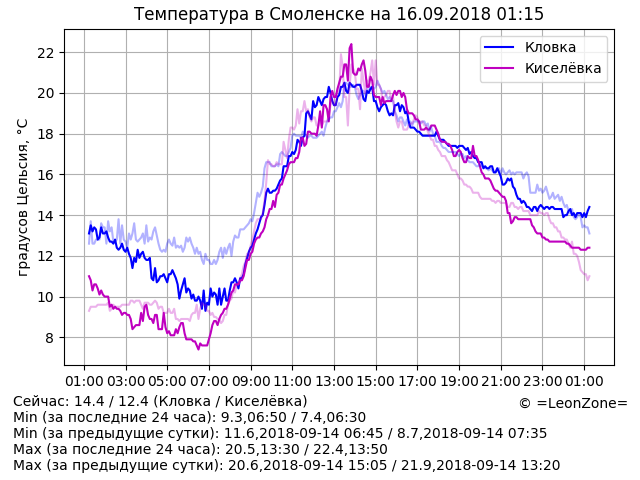 Температура в Смоленске на 16.09.2018 01:15
градусов Цельсия, °C
22
20
18
16
14
12
10
8
Кловка
Киселёвка
01:00 03:00 05:00 07:00 09:00 11:00 13:00 15:00 17:00 19:00 21:00 23:00 01:00
Сейчас: 14.4 / 12.4 (Кловка / Киселёвка)
© =LeonZone=
Min (за последние 24 часа): 9.3,06:50 / 7.4,06:30
Min (за предыдущие сутки): 11.6,2018-09-14 06:45 / 8.7,2018-09-14 07:35
Max (за последние 24 часа): 20.5,13:30 / 22.4,13:50
Max (за предыдущие сутки): 20.6,2018-09-14 15:05 / 21.9,2018-09-14 13:20